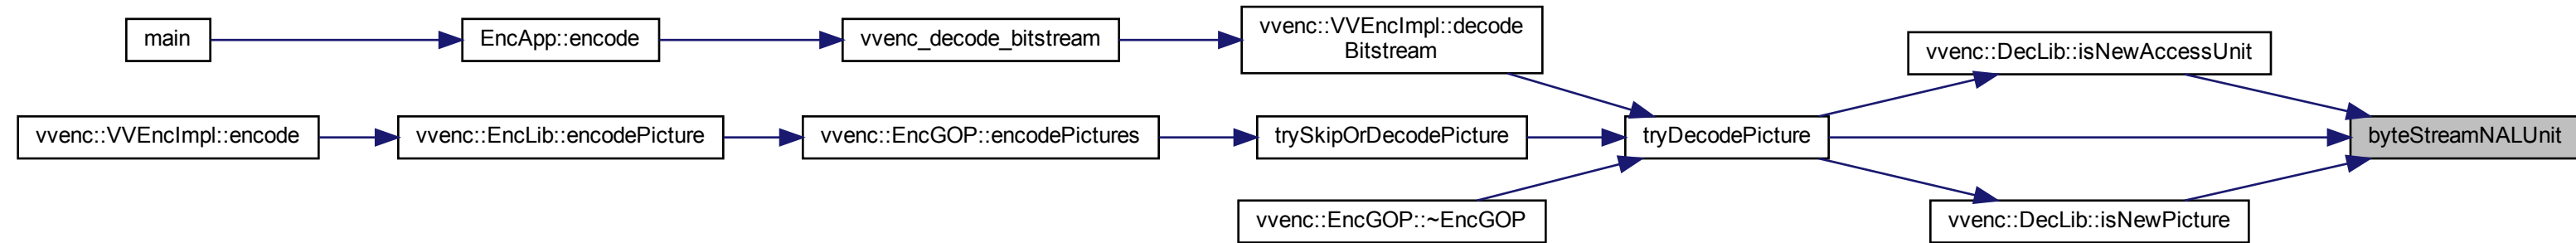 main
EncApp::encode
vvenc_decode_bitstream
vvenc::VVEncImpl::decode
Bitstream
vvenc::DecLib::isNewAccessUnit
vvenc::VVEncImpl::encode
vvenc::EncLib::encodePicture
vvenc::EncGOP::encodePictures
trySkipOrDecodePicture
tryDecodePicture
byteStreamNALUnit
vvenc::EncGOP::~EncGOP
vvenc::DecLib::isNewPicture